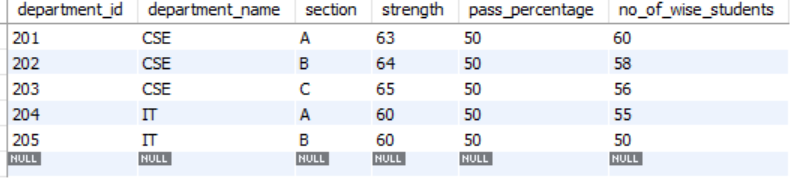 department_id department_name section strength pass_percentage no_of_wise_students
201 CSE A 63 50 60
202 CSE B 64 50 58
203 CSE C 65 50 56
204 IT A 60 50 55
205 IT B 60 50 50
NULL NULL NULL NULL NULL NULL